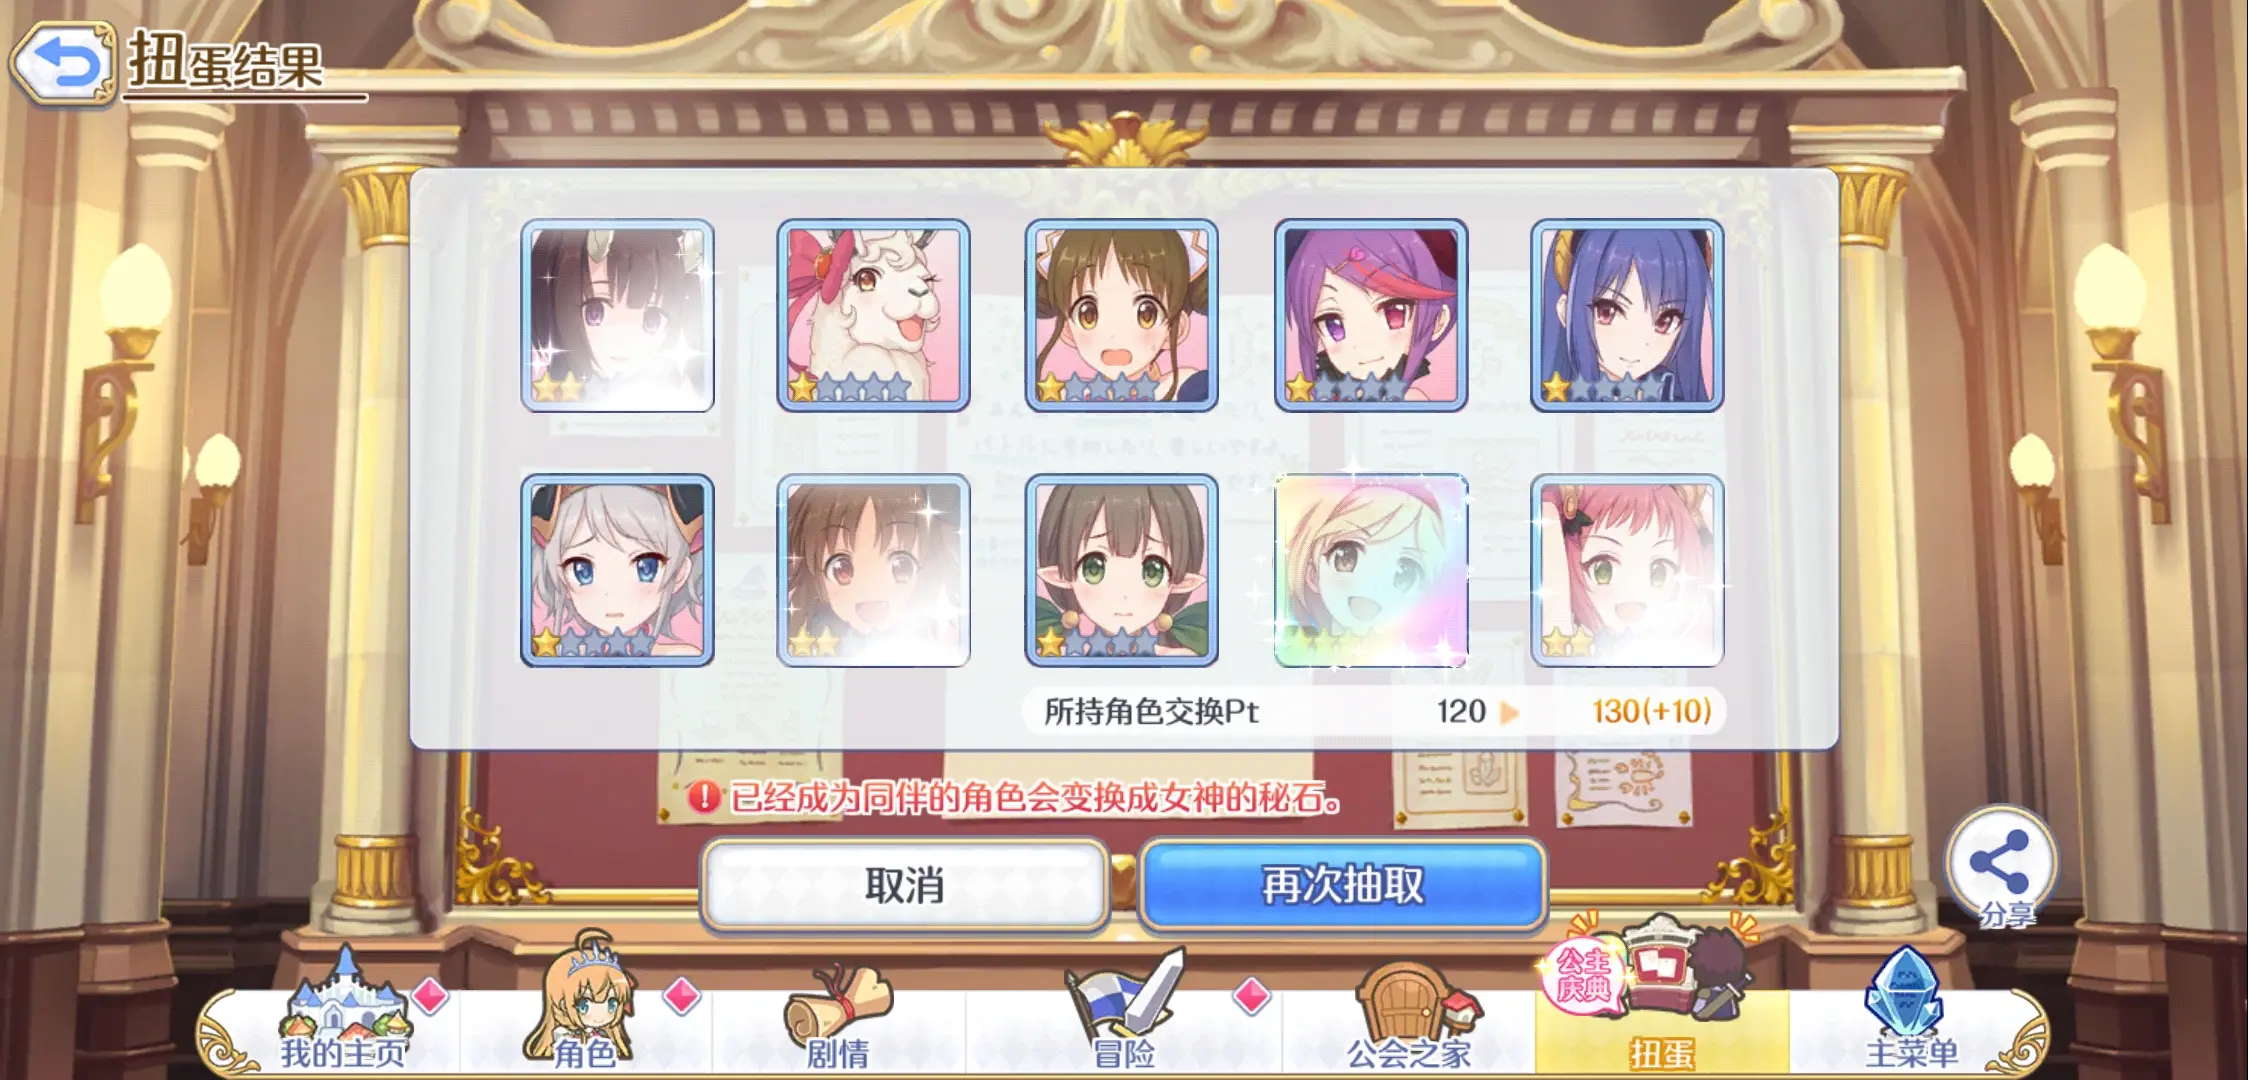 扭蛋结果
所持角色交换Pt 120 130(+10)
已经成为同伴的角色会变换成女神的秘石。
取消
再次抽取
分享
公主
庆典
我的主页
角色
剧情
冒险
公会之家
扭蛋
主菜单